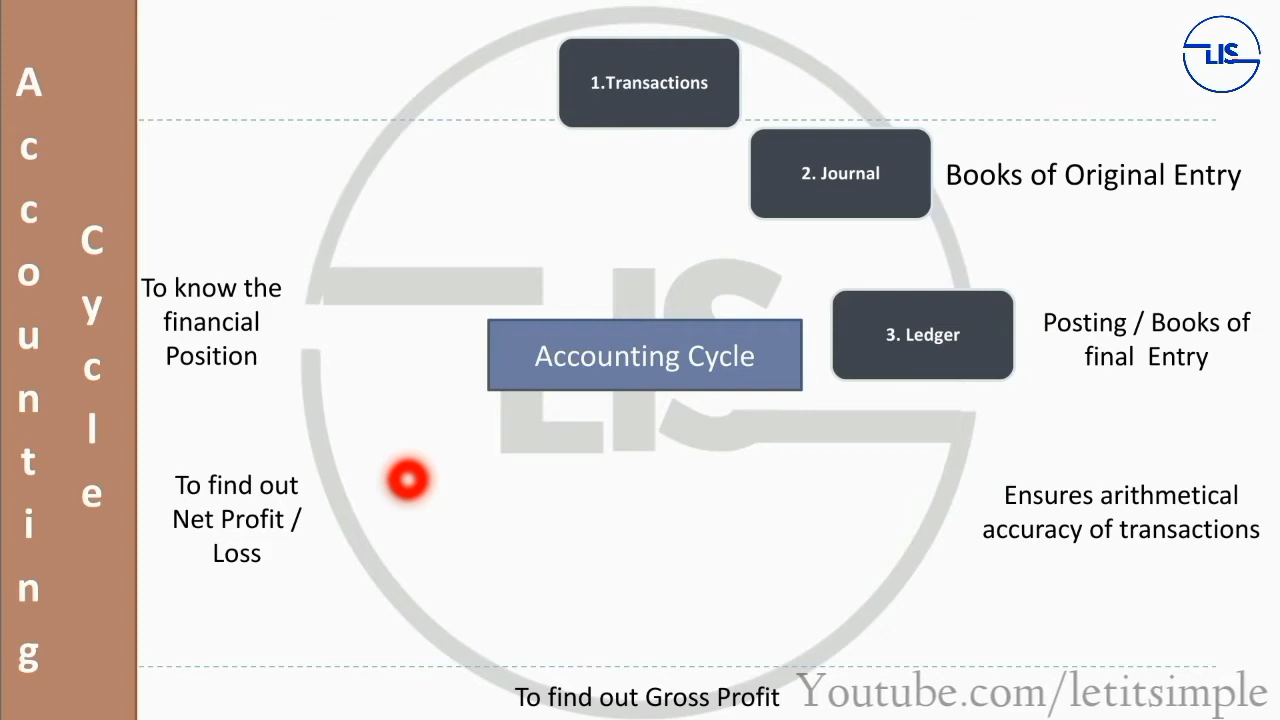 Accounting
Cycle
1.Transactions
LIS
2. Journal
Books of Original Entry
To know the
financial
Position
LIS
Accounting Cycle
3. Ledger
Posting / Books of
final Entry
To find out
Net Profit /
Loss
Ensures arithmetical
accuracy of transactions
To find out Gross Profit
Youtube.com/letitsimple